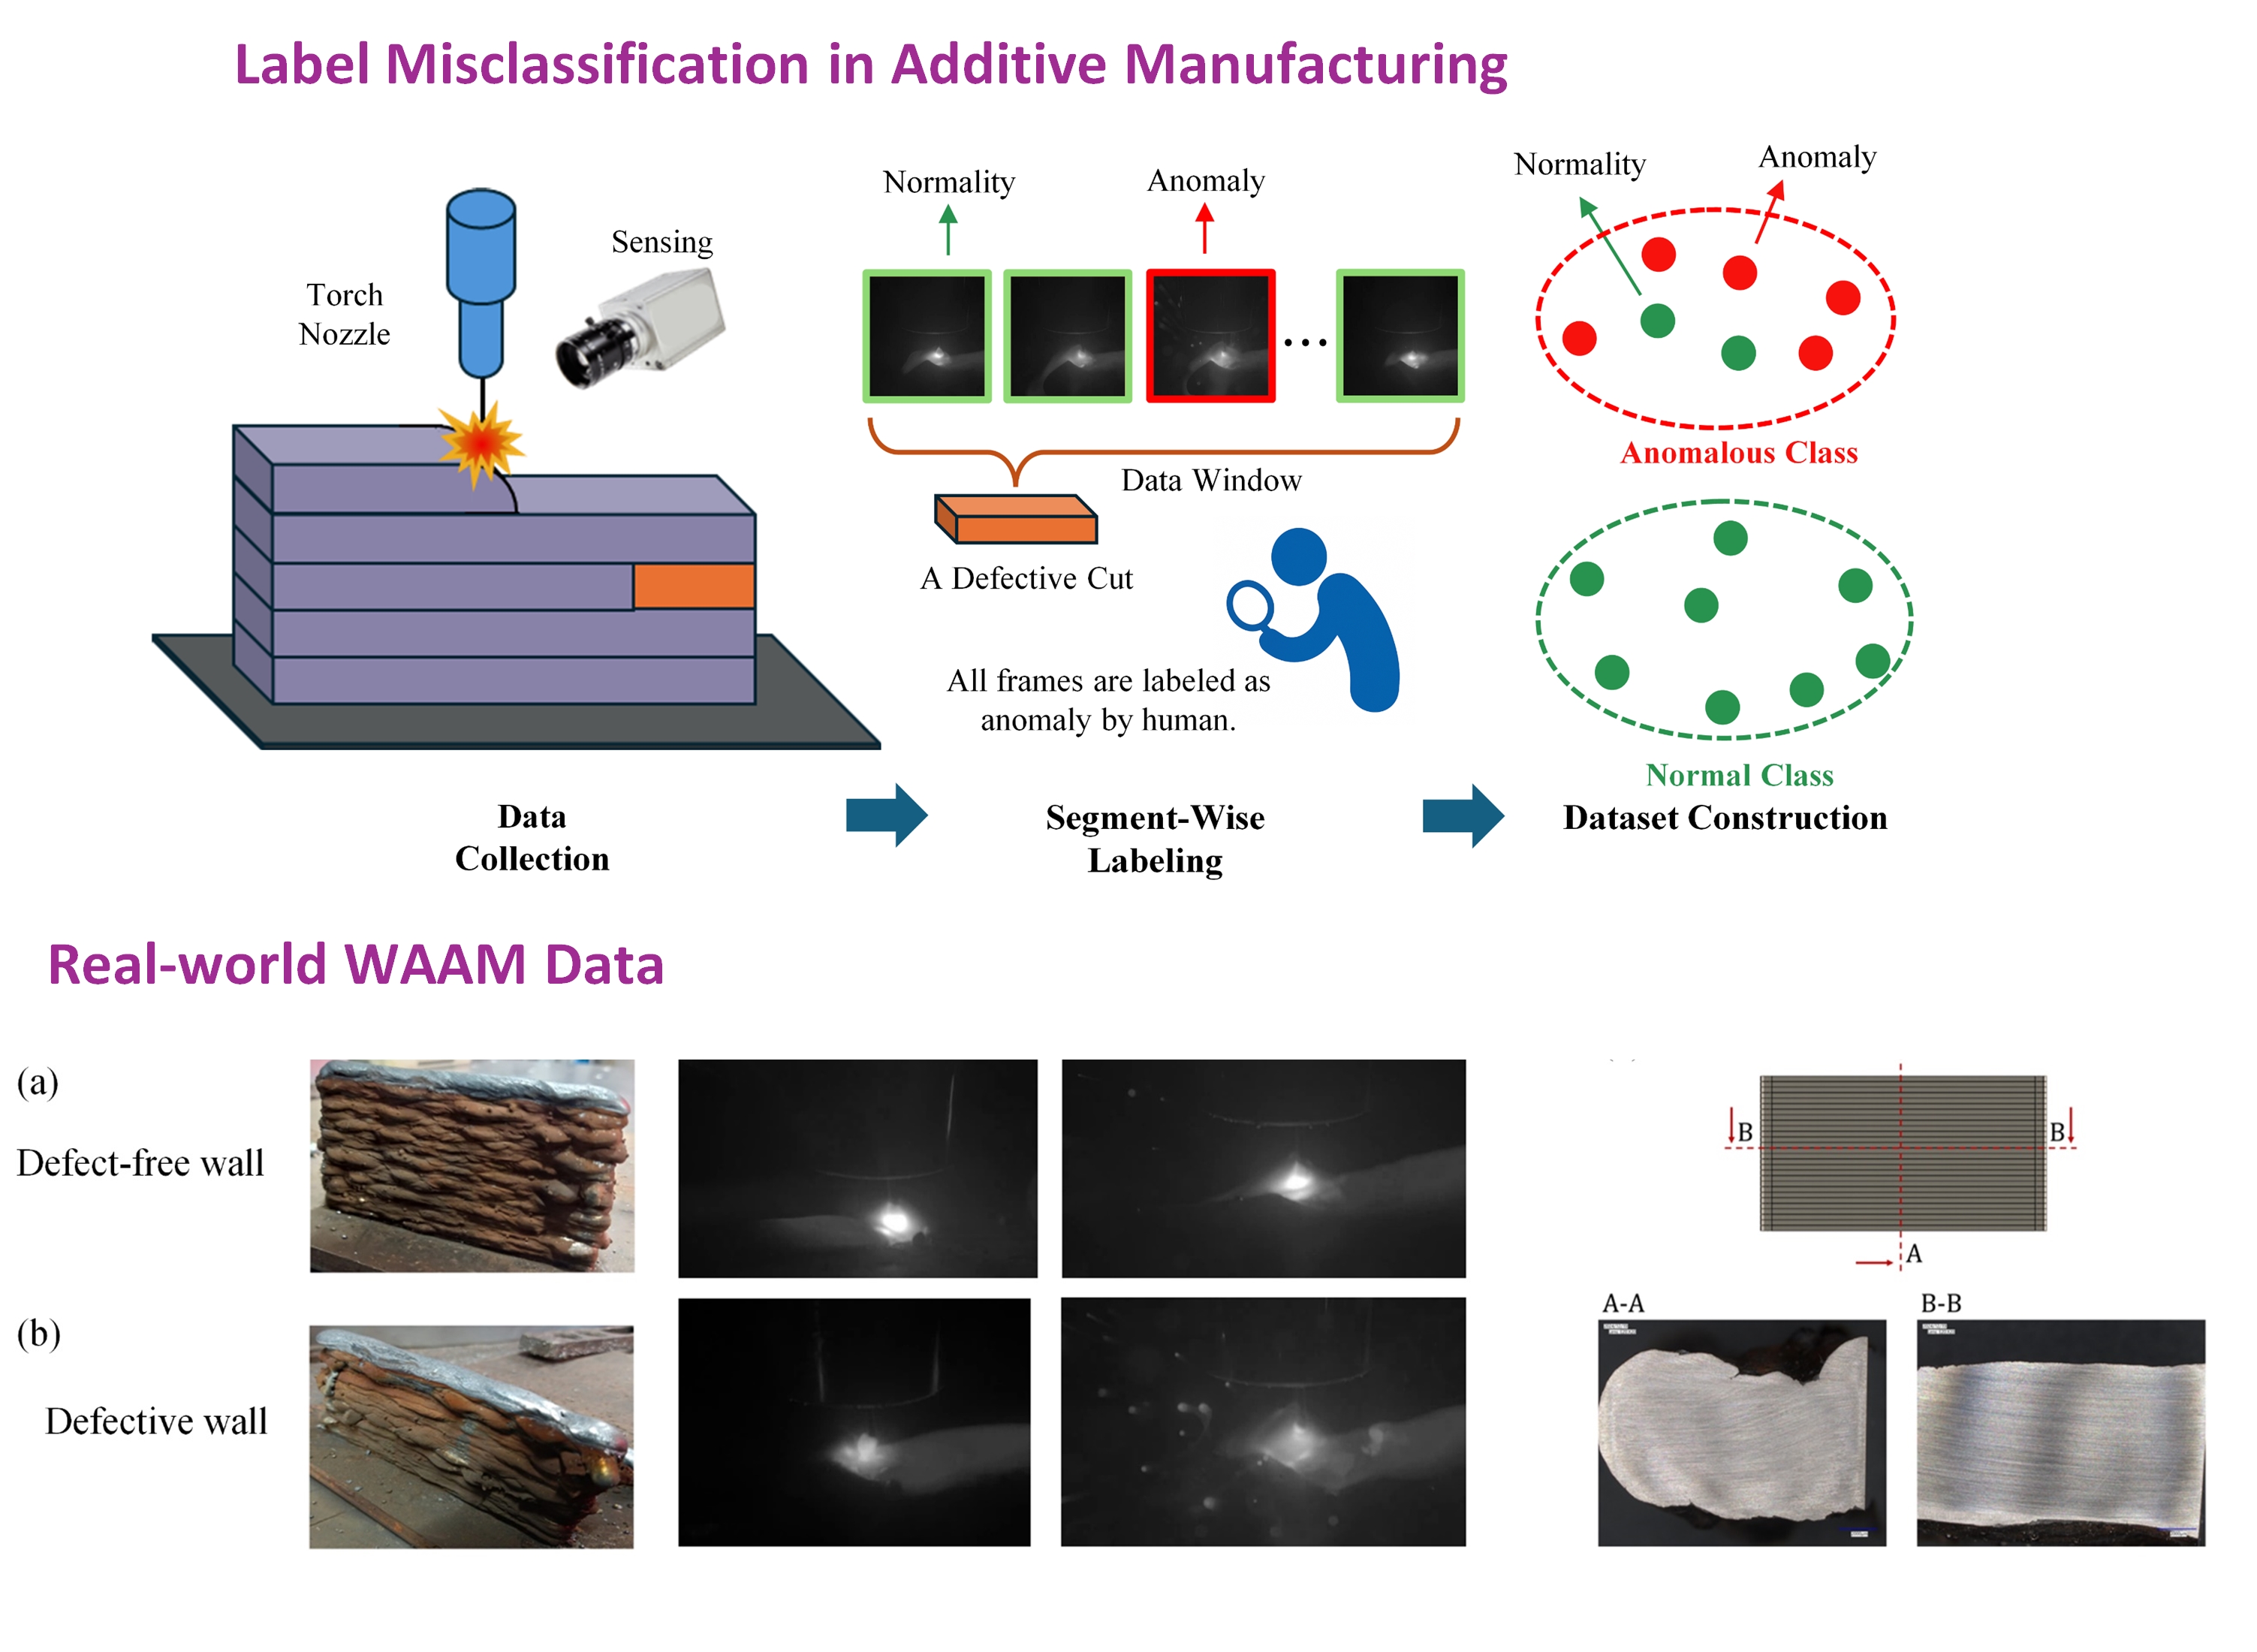 Label Misclassification in Additive Manufacturing
Normality
Anomaly
Normality
Anomaly
Sensing
Torch
Nozzle
...
Anomalous Class
Data Window
A Defective Cut
All frames are labeled as
anomaly by human.
Normal Class
Data
Collection
Segment-Wise
Labeling
Dataset Construction
Real-world WAAM Data
(a)
Defect-free wall
B
B
A
(b)
Defective wall
A-A
B-B